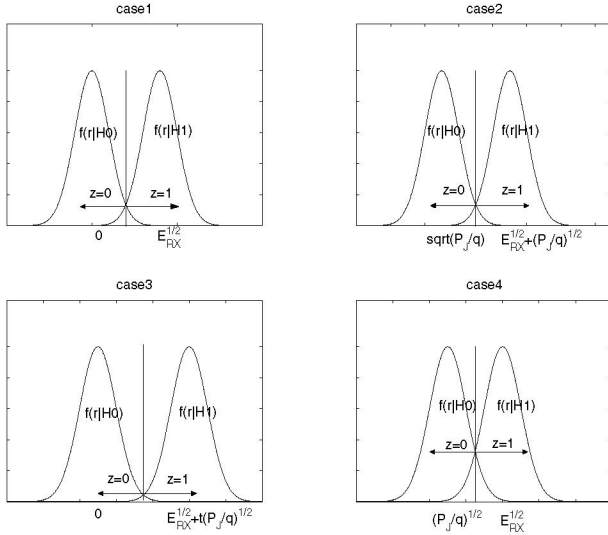 case1
f(r|H0)
f(r|H1)
z=0
z=1
0
E_RX^1/2
case2
f(r|H0)
f(r|H1)
z=0
z=1
sqrt(P_J/q)
E_RX^1/2+(P_J/q)^1/2
case3
f(r|H0)
f(r|H1)
z=0
z=1
0
E_RX^1/2+t(P_J/q)^1/2
case4
f(r|H0)
f(r|H1)
z=0
z=1
(P_J/q)^1/2
E_RX^1/2